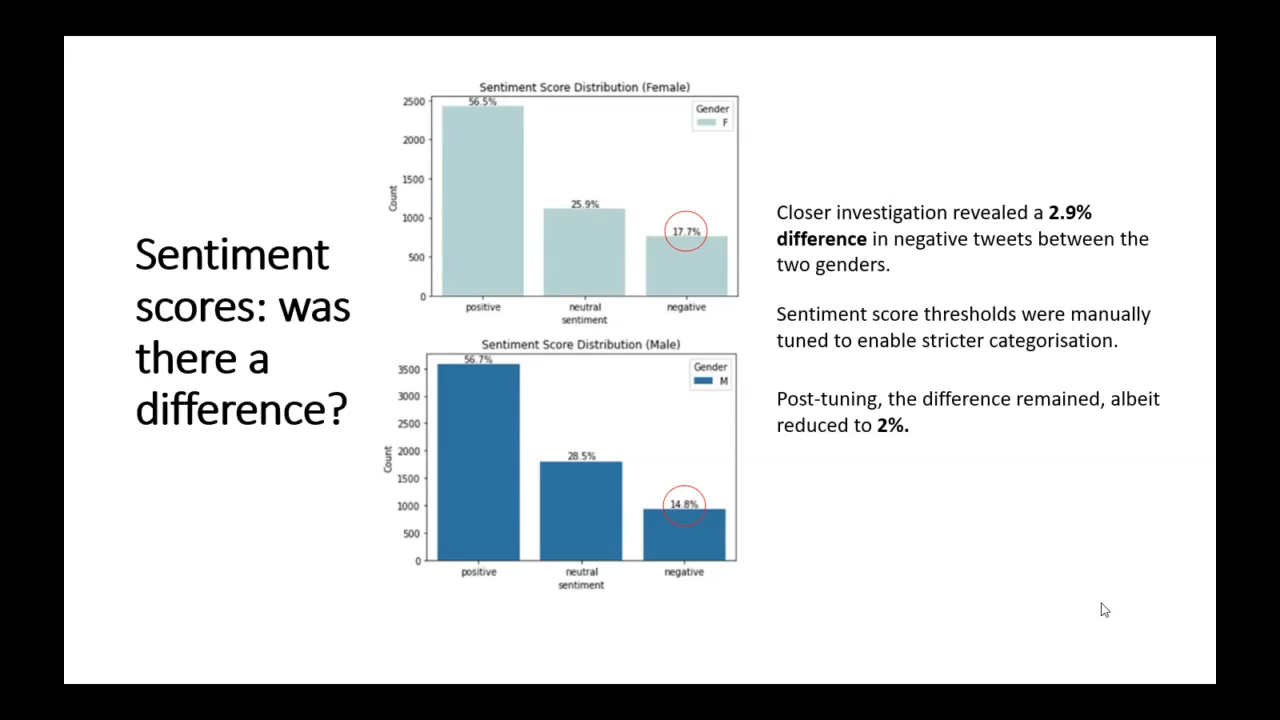 Sentiment
scores: was
there a
difference?
Sentiment Score Distribution (Female)
2500
2000
1500
1000
500
0
Count
56.5%
25.9%
17.7%
Gender
F
positive
neutral
negative
sentiment
Sentiment Score Distribution (Male)
3500
3000
2500
2000
1500
1000
500
0
Count
56.7%
28.5%
14.8%
Gender
M
positive
neutral
negative
sentiment
Closer investigation revealed a 2.9%
difference in negative tweets between the
two genders.
Sentiment score thresholds were manually
tuned to enable stricter categorisation.
Post-tuning, the difference remained, albeit
reduced to 2%.